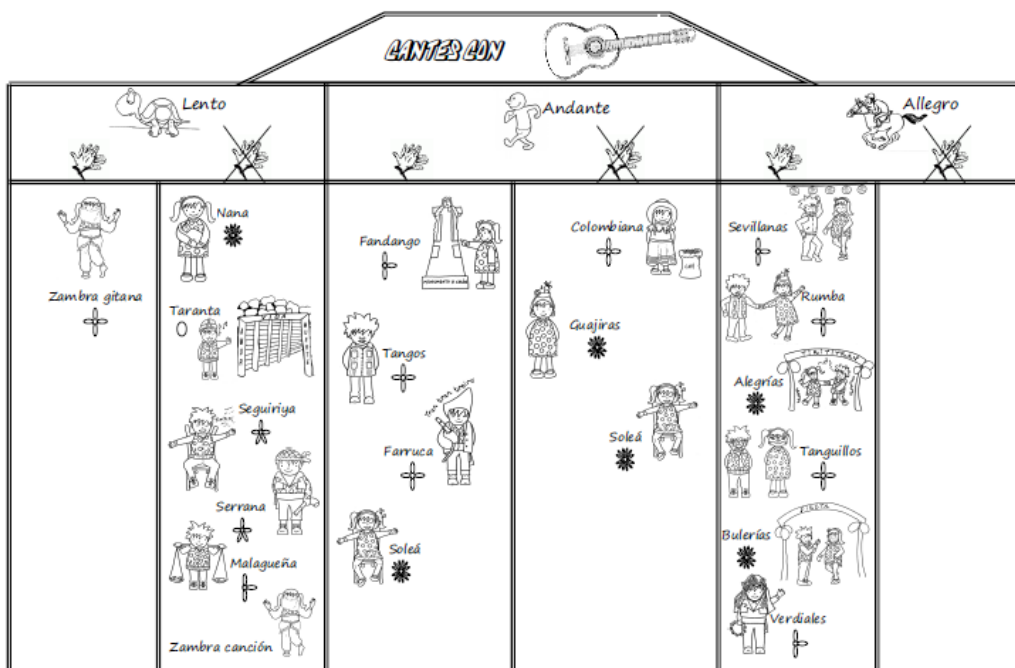 CANTES CON
Lento
Andante
Allegro
Zambra gitana
Nana
Taranta
Seguiriya
Serrana
Malagueña
Zambra canción
Fandango
Tangos
Farruca
Soleá
Colombiana
Guajiras
Soleá
Sevillanas
Rumba
Alegrías
Tanguillos
Bulerías
Verdiales